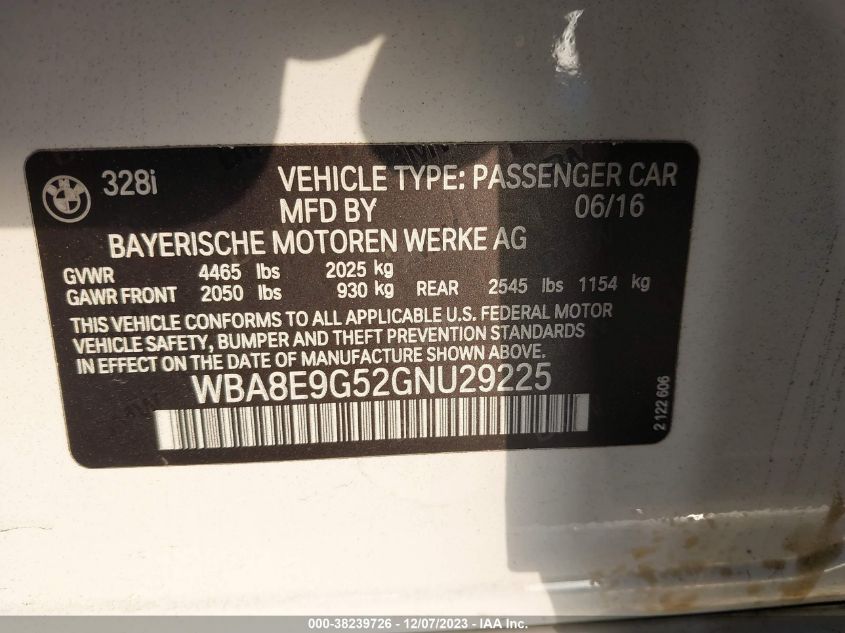 328i VEHICLE TYPE: PASSENGER CAR
MFD BY 06/16
BAYERISCHE MOTOREN WERKE AG
GVWR 4465 lbs 2025 kg
GAWR FRONT 2050 lbs 930 kg REAR 2545 lbs 1154 kg
THIS VEHICLE CONFORMS TO ALL APPLICABLE U.S. FEDERAL MOTOR
VEHICLE SAFETY, BUMPER AND THEFT PREVENTION STANDARDS
IN EFFECT ON THE DATE OF MANUFACTURE SHOWN ABOVE.
WBA8E9G52GNU29225
2 122 606
000-38239726 - 12/07/2023 - IAA Inc.